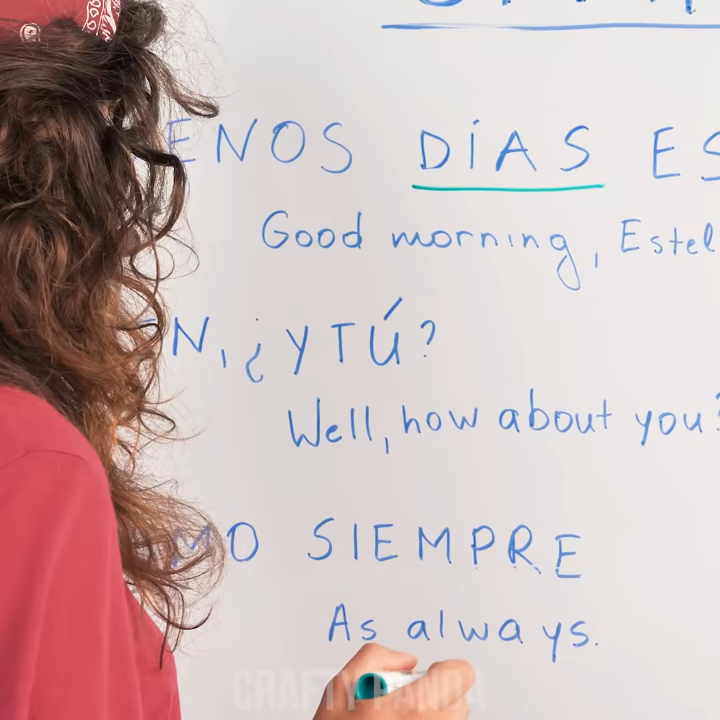 ENOS DÍAS ES
Good morning, Estel
N, ¿Y TÚ?
Well, how about you?
MO SIEMPRE
As always.
CRAFTY PANDA